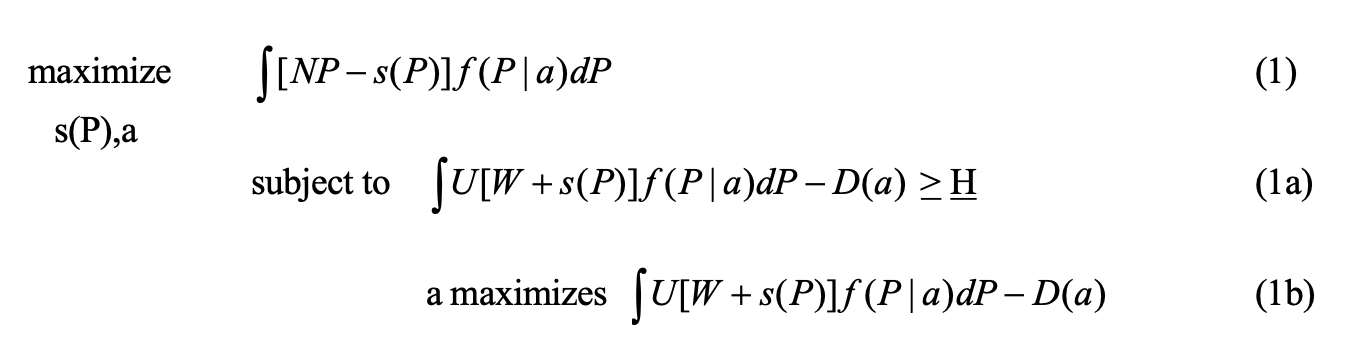 maximize ∫[NP – s(P)]f(P | a)dP (1)
s(P),a
subject to ∫U[W + s(P)]f(P | a)dP – D(a) ≥ H (1a)
a maximizes ∫U[W + s(P)]f(P | a)dP – D(a) (1b)